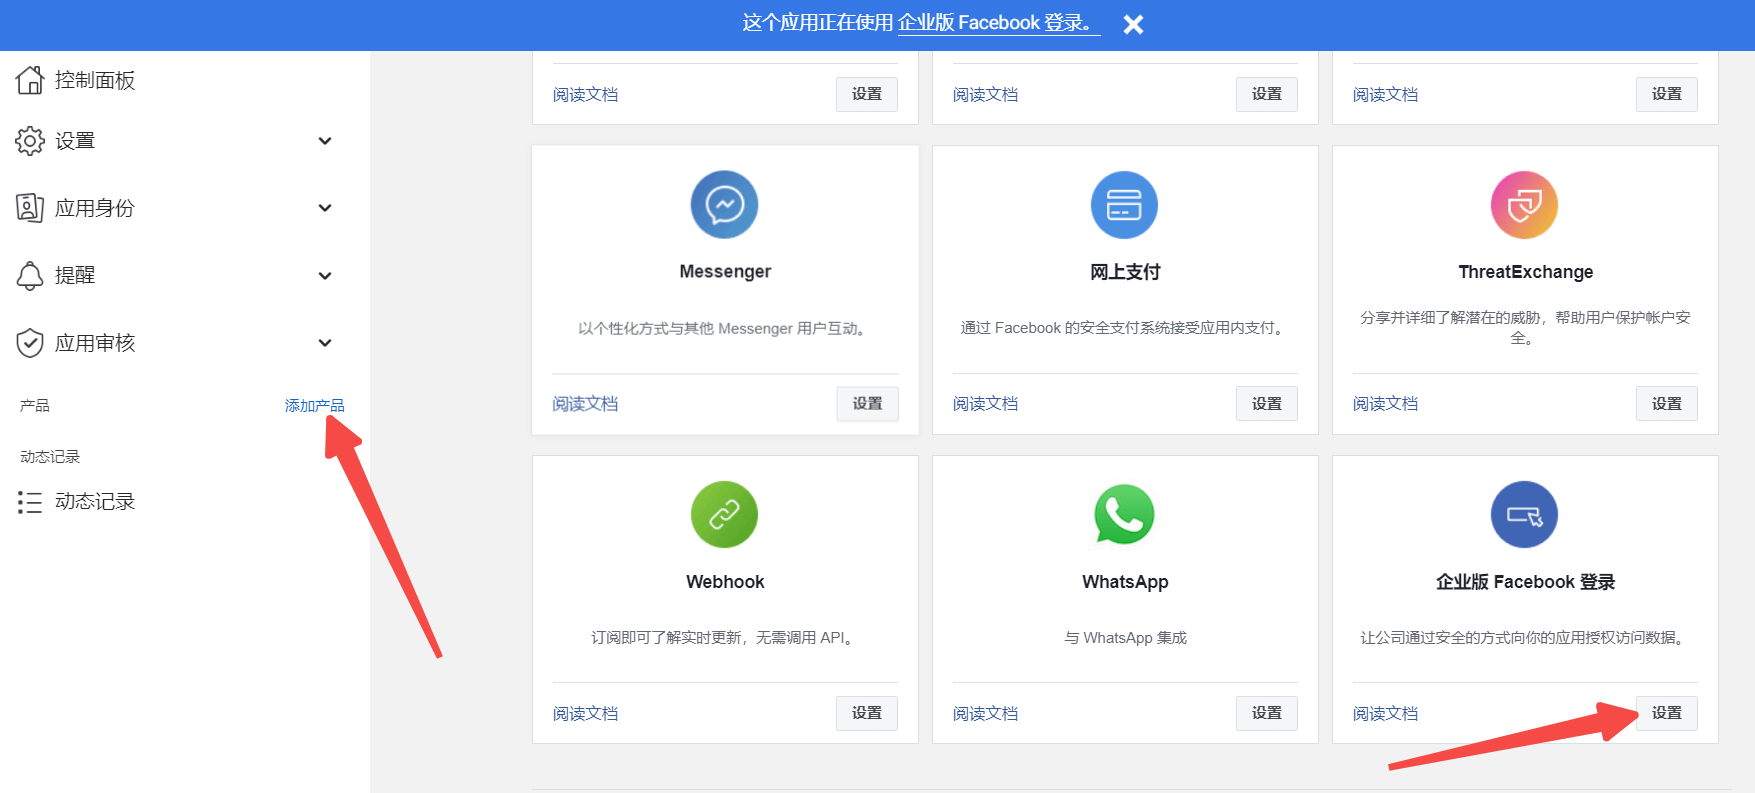 这个应用正在使用 企业版 Facebook 登录。
控制面板
设置
应用身份
提醒
应用审核
产品
添加产品
动态记录
动态记录
阅读文档
设置
阅读文档
设置
阅读文档
设置
Messenger
以个性化方式与其他 Messenger 用户互动。
阅读文档
设置
网上支付
通过 Facebook 的安全支付系统接受应用内支付。
阅读文档
设置
ThreatExchange
分享并详细了解潜在的威胁，帮助用户保护帐户安
全。
阅读文档
设置
Webhook
订阅即可了解实时更新，无需调用 API。
阅读文档
设置
WhatsApp
与 WhatsApp 集成
阅读文档
设置
企业版 Facebook 登录
让公司通过安全的方式向你的应用授权访问数据。
阅读文档
设置